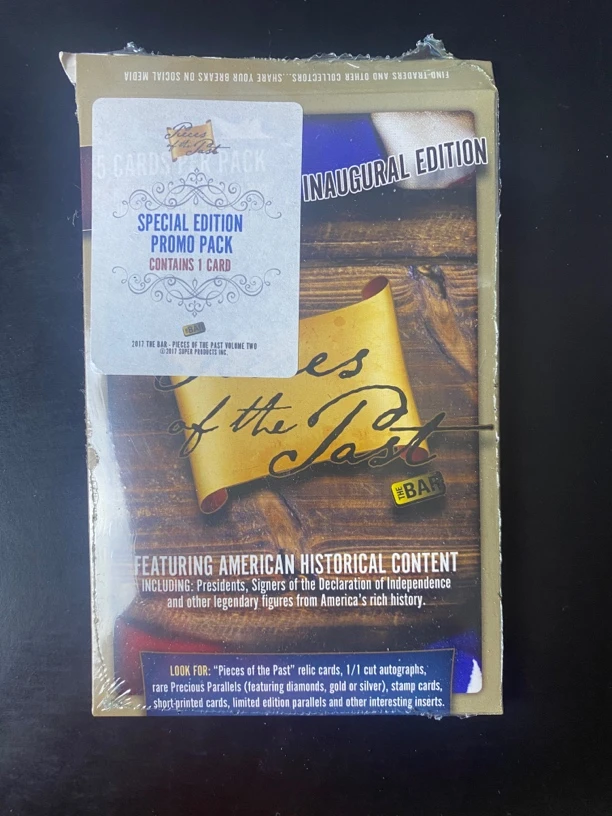 FIND TRADERS AND OTHER COLLECTORS...SHARE YOUR BREAKS ON SOCIAL MEDIA
Pieces
of the Past
5 CARDS PER PACK
INAUGURAL EDITION
SPECIAL EDITION
PROMO PACK
CONTAINS 1 CARD
THE BAR
2017 THE BAR - PIECES OF THE PAST VOLUME TWO
©2017 SUPER PRODUCTS INC.
Pieces
of the Past
THE BAR
FEATURING AMERICAN HISTORICAL CONTENT
INCLUDING: Presidents, Signers of the Declaration of Independence
and other legendary figures from America's rich history.
LOOK FOR: "Pieces of the Past" relic cards, 1/1 cut autographs,
rare Precious Parallels (featuring diamonds, gold or silver), stamp cards,
short-printed cards, limited edition parallels and other interesting inserts.